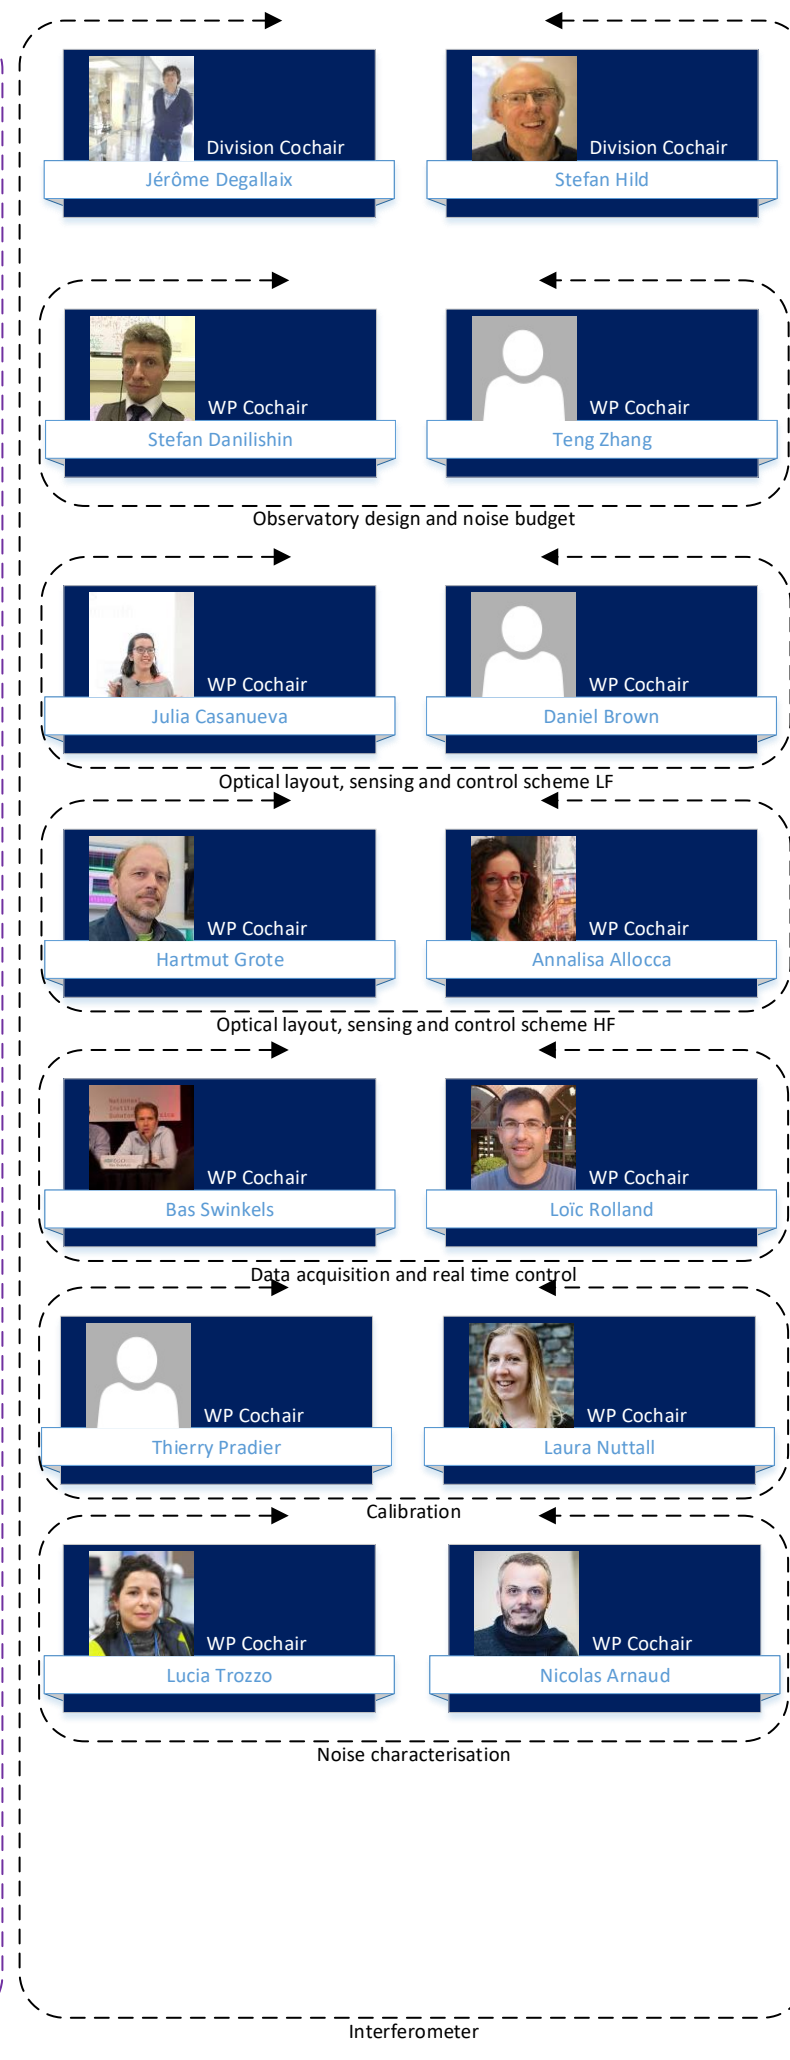 Division Cochair
Jérôme Degallaix
Division Cochair
Stefan Hild
WP Cochair
Stefan Danilishin
WP Cochair
Teng Zhang
Observatory design and noise budget
WP Cochair
Julia Casanueva
WP Cochair
Daniel Brown
Optical layout, sensing and control scheme LF
WP Cochair
Hartmut Grote
WP Cochair
Annalisa Allocca
Optical layout, sensing and control scheme HF
WP Cochair
Bas Swinkels
WP Cochair
Loïc Rolland
Data acquisition and real time control
WP Cochair
Thierry Pradier
WP Cochair
Laura Nuttall
Calibration
WP Cochair
Lucia Trozzo
WP Cochair
Nicolas Arnaud
Noise characterisation
Interferometer